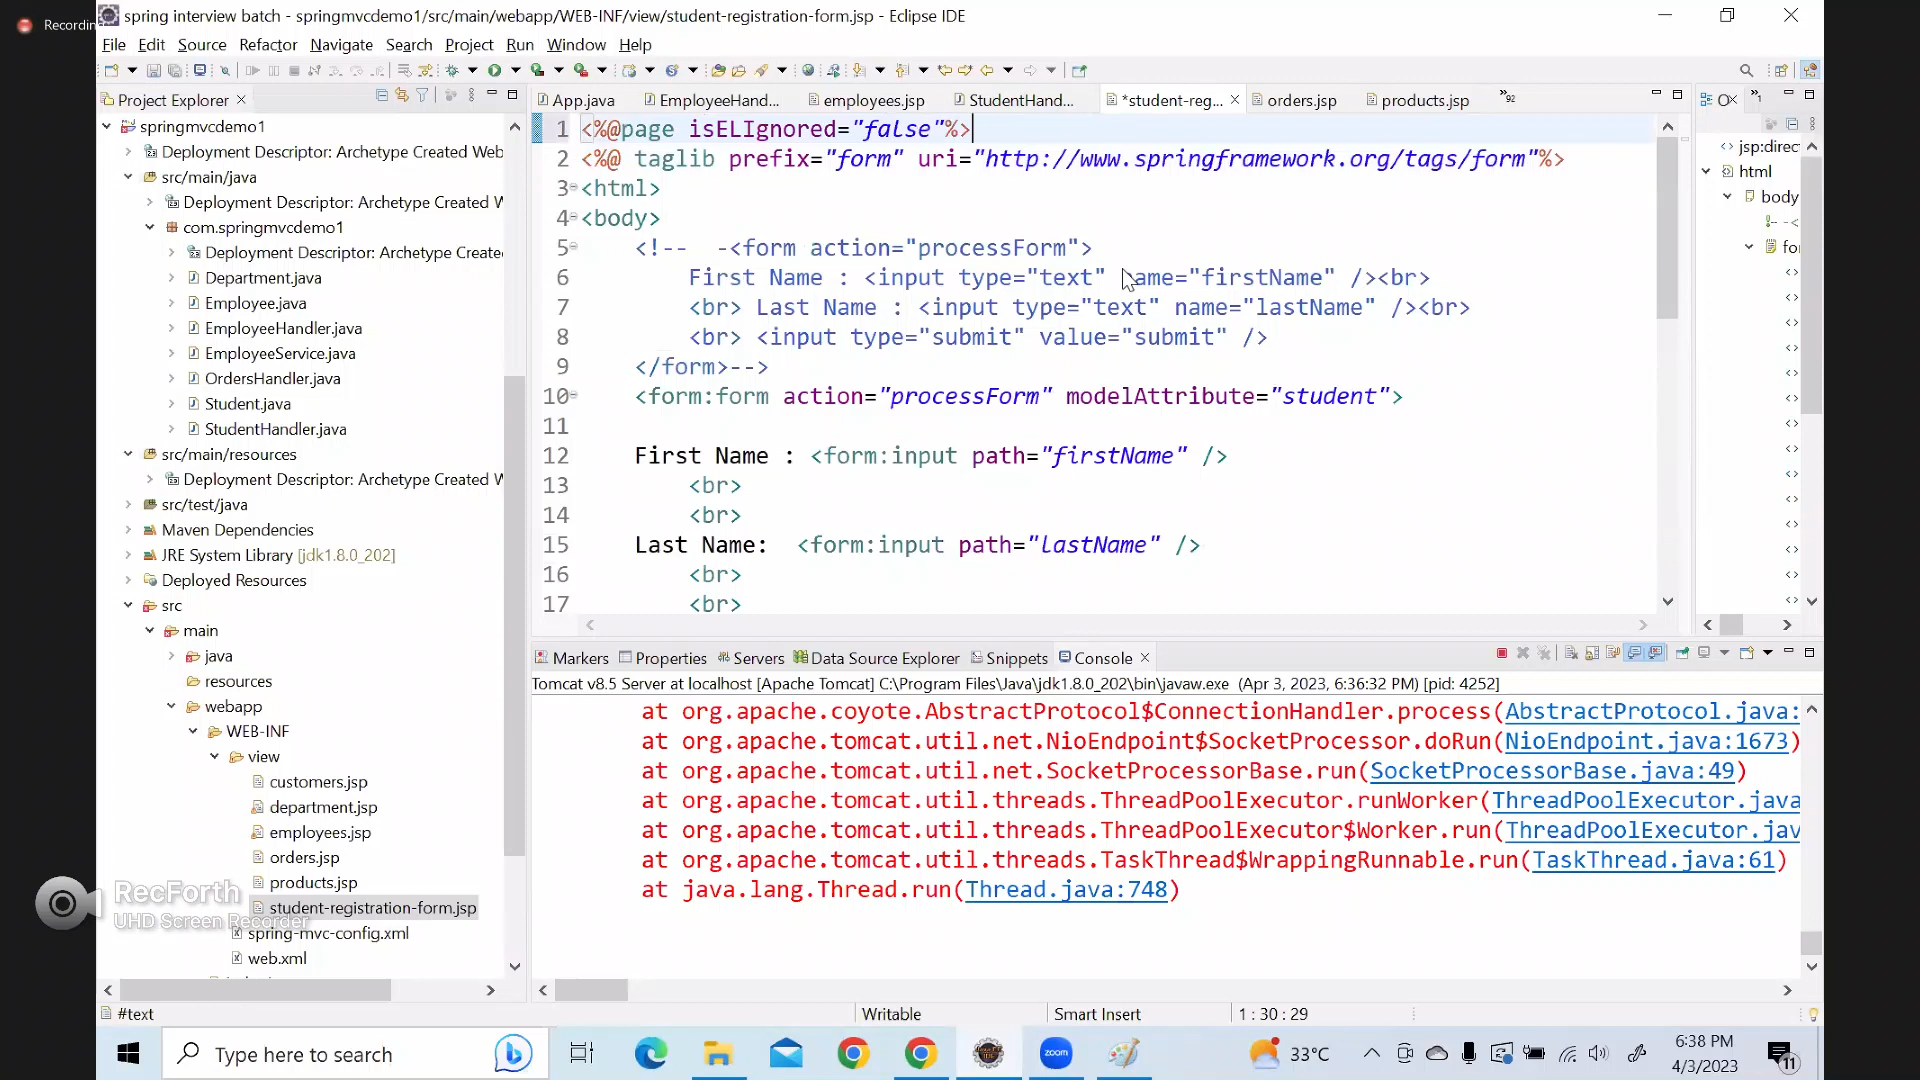 Recording
spring interview batch - springmvcdemo1/src/main/webapp/WEB-INF/view/student-registration-form.jsp - Eclipse IDE
File Edit Source Refactor Navigate Search Project Run Window Help
Project Explorer
springmvcdemo1
Deployment Descriptor: Archetype Created Web
src/main/java
Deployment Descriptor: Archetype Created W
com.springmvcdemo1
Deployment Descriptor: Archetype Create
Department.java
Employee.java
EmployeeHandler.java
EmployeeService.java
OrdersHandler.java
Student.java
StudentHandler.java
src/main/resources
Deployment Descriptor: Archetype Created W
src/test/java
Maven Dependencies
JRE System Library [jdk1.8.0_202]
Deployed Resources
src
main
java
resources
webapp
WEB-INF
view
customers.jsp
department.jsp
employees.jsp
orders.jsp
products.jsp
student-registration-form.jsp
spring-mvc-config.xml
web.xml
RecForth
UHD Screen Recorder
App.java EmployeeHand... employees.jsp StudentHand... *student-reg... orders.jsp products.jsp 92
1 <%@page isELIgnored="false"%>
2 <%@ taglib prefix="form" uri="http://www.springframework.org/tags/form"%>
3 <html>
4 <body>
5 <!-- -<form action="processForm">
6 First Name : <input type="text" name="firstName" /><br>
7 <br> Last Name : <input type="text" name="lastName" /><br>
8 <br> <input type="submit" value="submit" />
9 </form>-->
10 <form:form action="processForm" modelAttribute="student">
11
12 First Name : <form:input path="firstName" />
13 <br>
14 <br>
15 Last Name: <form:input path="lastName" />
16 <br>
17 <br>
jsp:direc
html
body
fo
Markers Properties Servers Data Source Explorer Snippets Console
Tomcat v8.5 Server at localhost [Apache Tomcat] C:\Program Files\Java\jdk1.8.0_202\bin\javaw.exe (Apr 3, 2023, 6:36:32 PM) [pid: 4252]
at org.apache.coyote.AbstractProtocol$ConnectionHandler.process(AbstractProtocol.java:
at org.apache.tomcat.util.net.NioEndpoint$SocketProcessor.doRun(NioEndpoint.java:1673)
at org.apache.tomcat.util.net.SocketProcessorBase.run(SocketProcessorBase.java:49)
at org.apache.tomcat.util.threads.ThreadPoolExecutor.runWorker(ThreadPoolExecutor.java
at org.apache.tomcat.util.threads.ThreadPoolExecutor$Worker.run(ThreadPoolExecutor.jav
at org.apache.tomcat.util.threads.TaskThread$WrappingRunnable.run(TaskThread.java:61)
at java.lang.Thread.run(Thread.java:748)
#text Writable Smart Insert 1 : 30 : 29
Type here to search
zoom
33°C
6:38 PM
4/3/2023
11